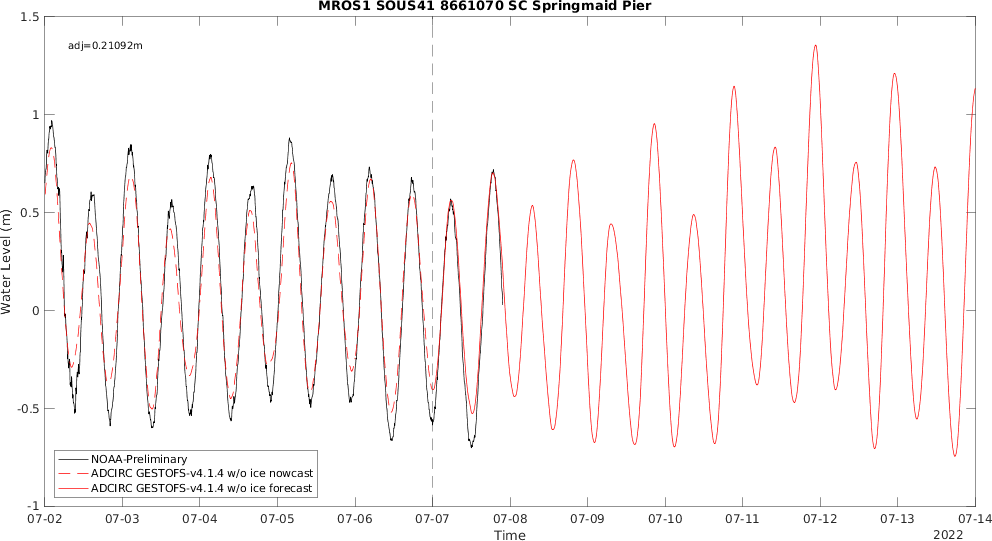 MROS1 SOUS41 8661070 SC Springmaid Pier
1.5
adj=0.21092m
1
0.5
0
-0.5
-1
Water Level (m)
NOAA-Preliminary
ADCIRC GESTOFS-v4.1.4 w/o ice nowcast
ADCIRC GESTOFS-v4.1.4 w/o ice forecast
07-02 07-03 07-04 07-05 07-06 07-07 07-08 07-09 07-10 07-11 07-12 07-13 07-14
Time
2022